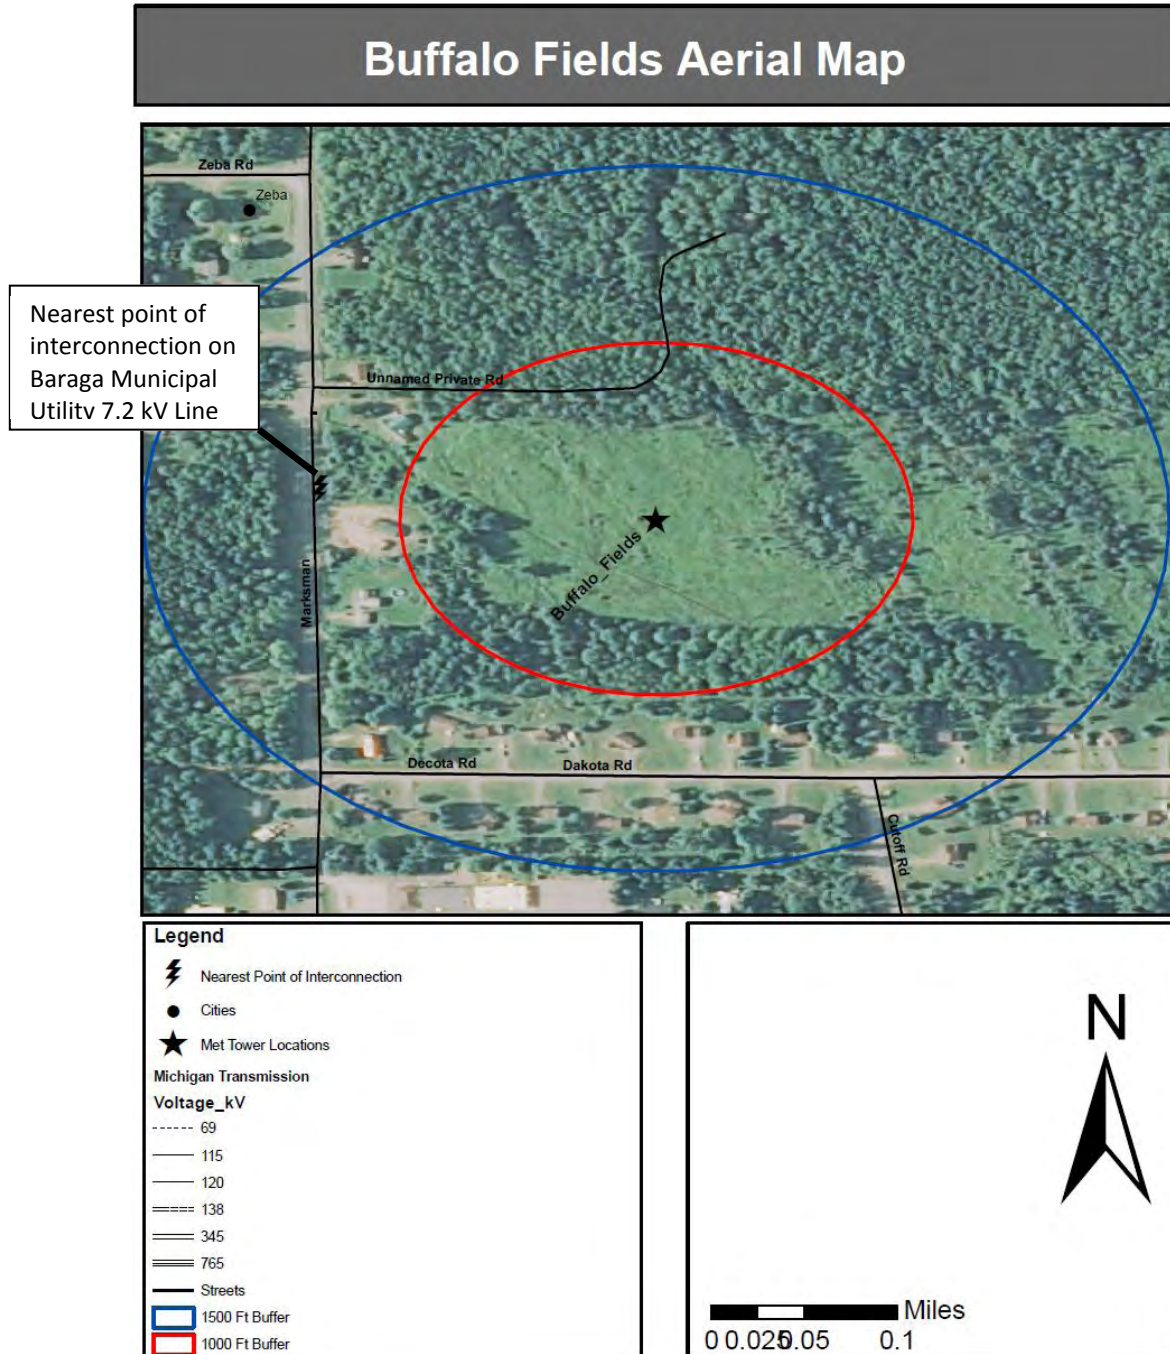 Buffalo Fields Aerial Map
Zeba Rd
Zeba
Nearest point of
interconnection on
Baraga Municipal
Utility 7.2 kV Line
Unnamed Private Rd
Buffalo_Fields
Marksman
Decota Rd
Dakota Rd
Cutoff Rd
Legend
Nearest Point of Interconnection
Cities
Met Tower Locations
Michigan Transmission
Voltage_kV
69
115
120
138
345
765
Streets
1500 Ft Buffer
1000 Ft Buffer
N
Miles
0 0.025 0.05 0.1